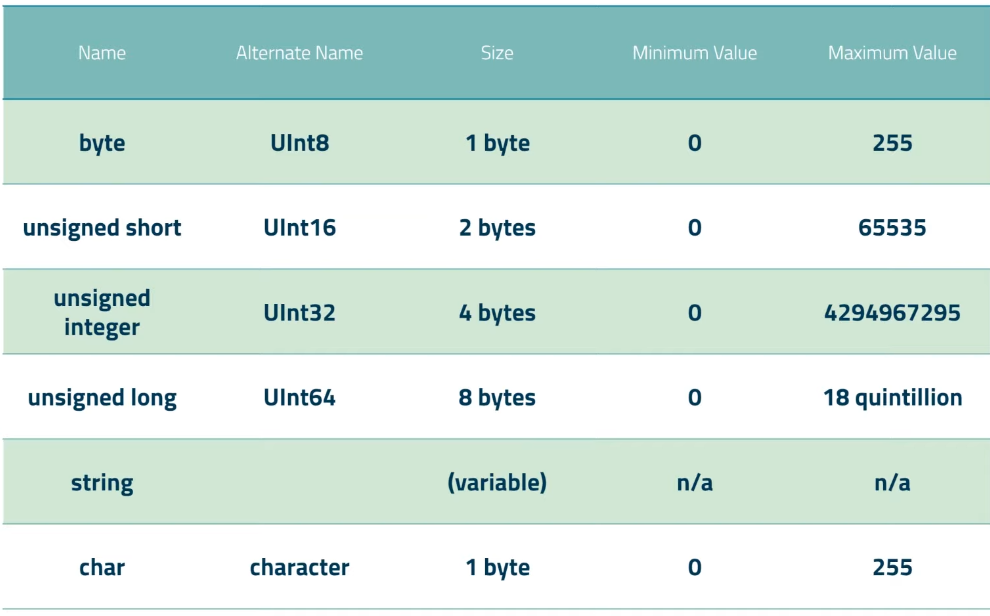 Name Alternate Name Size Minimum Value Maximum Value
byte UInt8 1 byte 0 255
unsigned short UInt16 2 bytes 0 65535
unsigned
integer UInt32 4 bytes 0 4294967295
unsigned long UInt64 8 bytes 0 18 quintillion
string (variable) n/a n/a
char character 1 byte 0 255